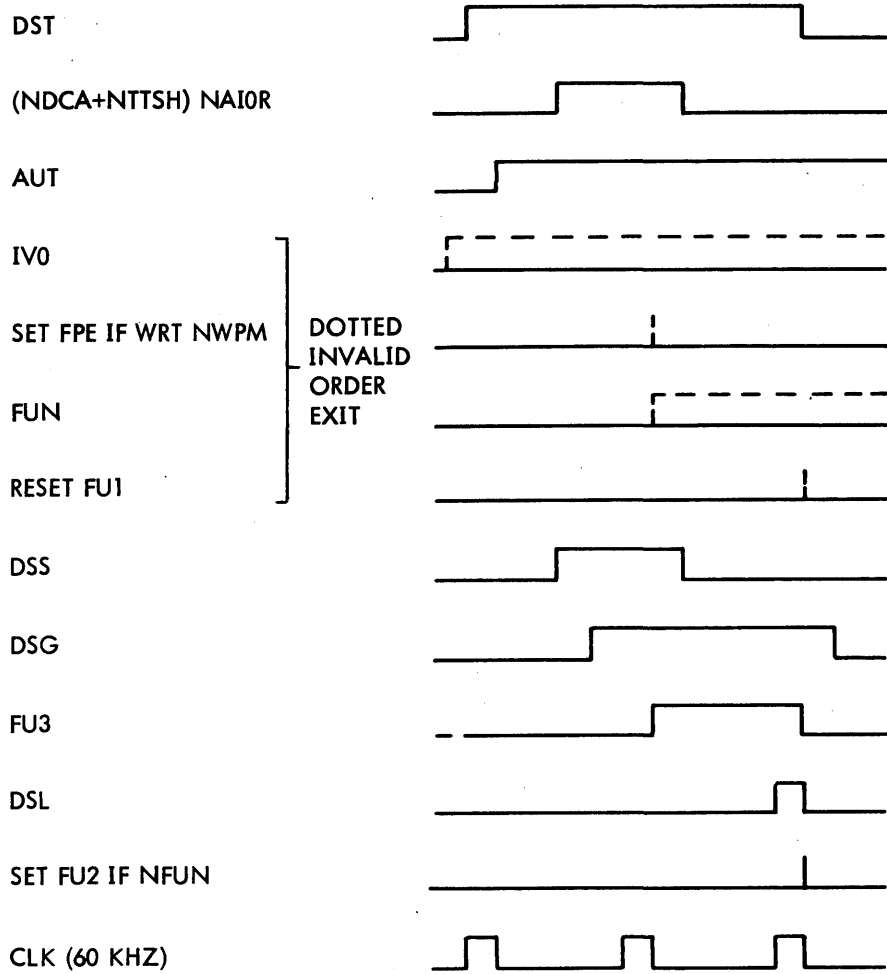 DST
(NDCA+NTTSH) NAI0R
AUT
IV0
SET FPE IF WRT NWPM
DOTTED
INVALID
ORDER
EXIT
FUN
RESET FU1
DSS
DSG
FU3
DSL
SET FU2 IF NFUN
CLK (60 KHZ)